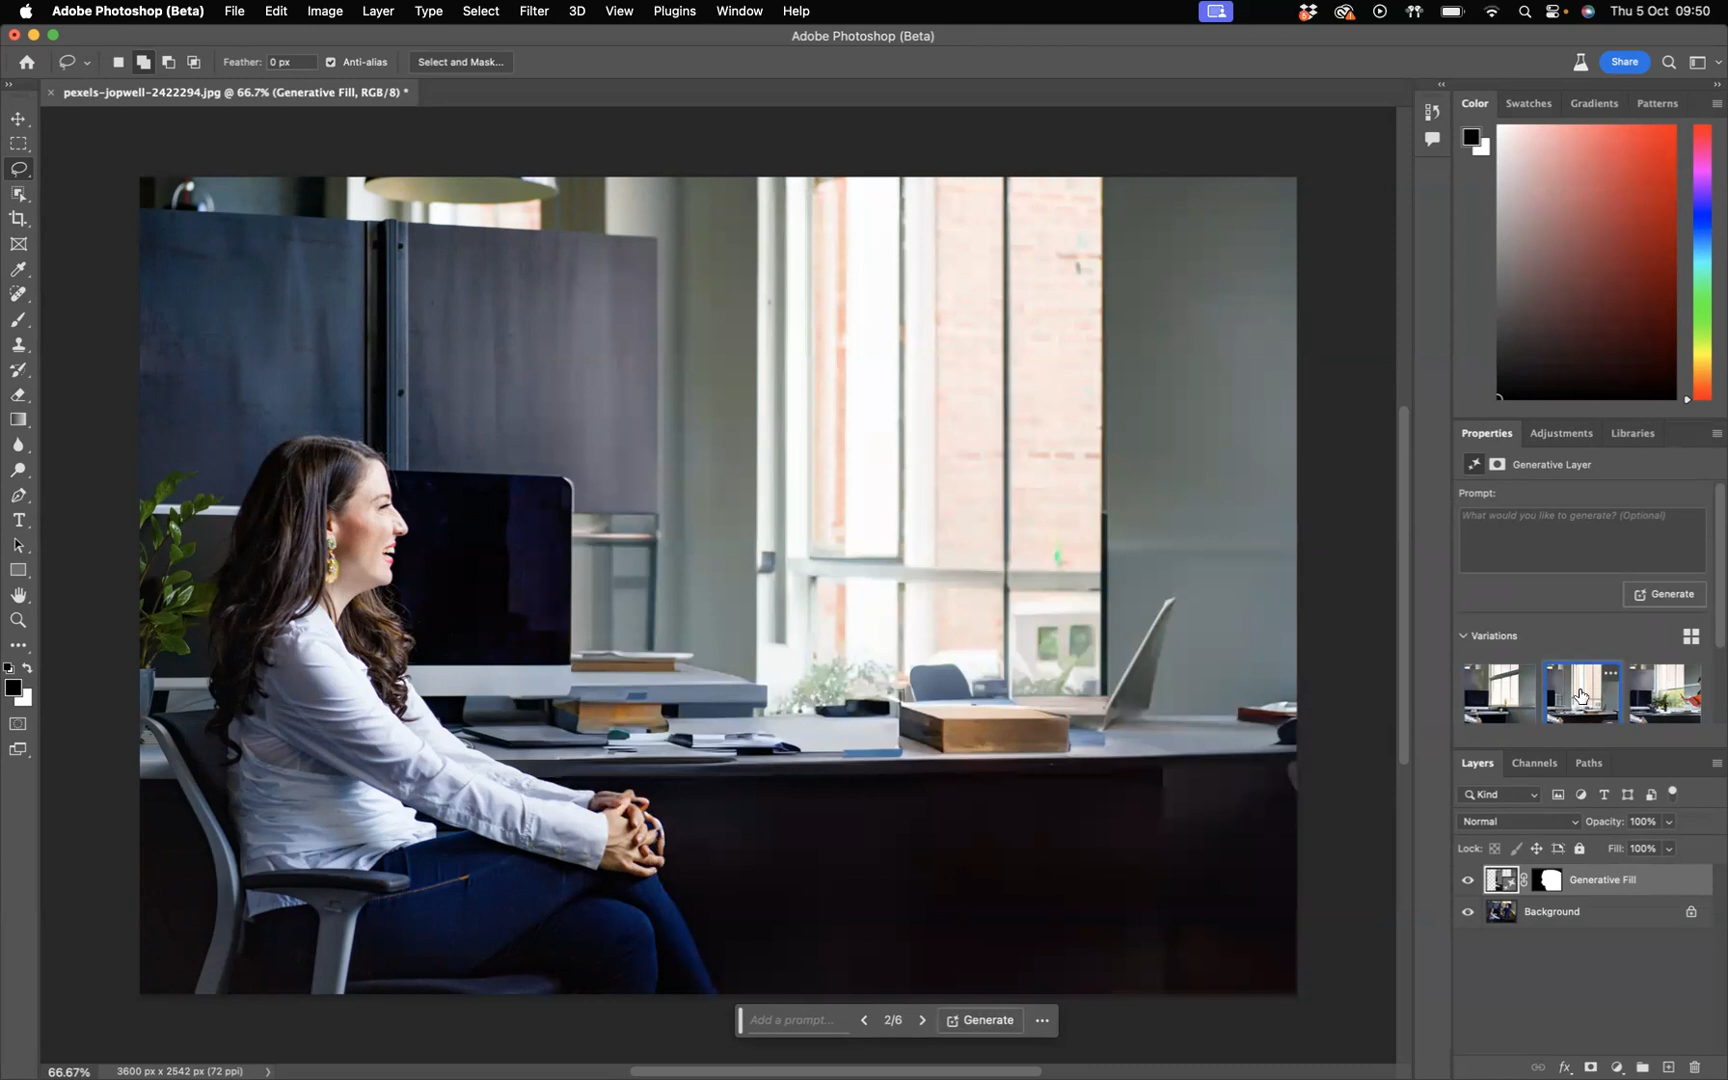 Adobe Photoshop (Beta) File Edit Image Layer Type Select Filter 3D View Plugins Window Help Thu 5 Oct 09:50
Adobe Photoshop (Beta)
Feather: 0 px Anti-alias Select and Mask... Share
× pexels-jopwell-2422294.jpg @ 66.7% (Generative Fill, RGB/8) *
Color Swatches Gradients Patterns
Properties Adjustments Libraries
Generative Layer
Prompt:
What would you like to generate? (Optional)
Generate
Variations
Layers Channels Paths
Kind
Normal Opacity: 100%
Lock: Fill: 100%
Generative Fill
Background
Add a prompt... 2/6 Generate
66.67% 3600 px x 2542 px (72 ppi)
fx